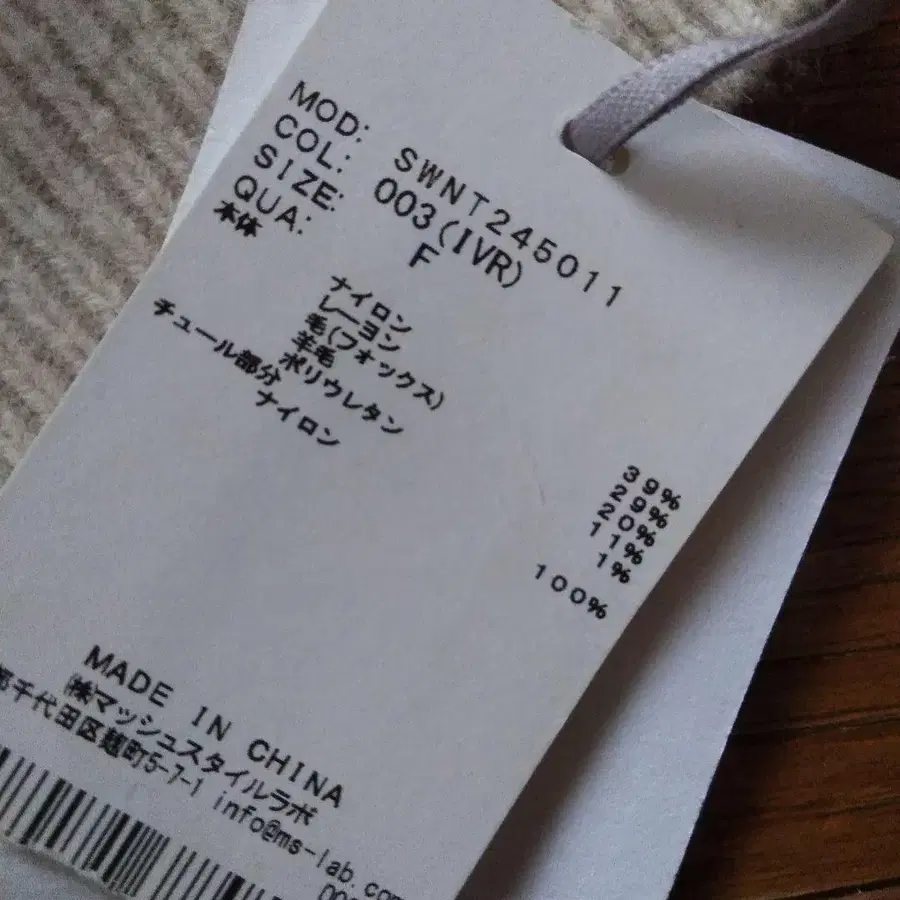 MOD: SWNT245011
COL: 003(IVR)
SIZE: F
QUA:
本体
ナイロン 39%
レーヨン 29%
毛(フォックス) 20%
羊毛 11%
ポリウレタン 1%
チュール部分
ナイロン 100%
MADE IN CHINA
㈱マッシュスタイルラボ
都千代田区麹町5-7-1 info@ms-lab.com